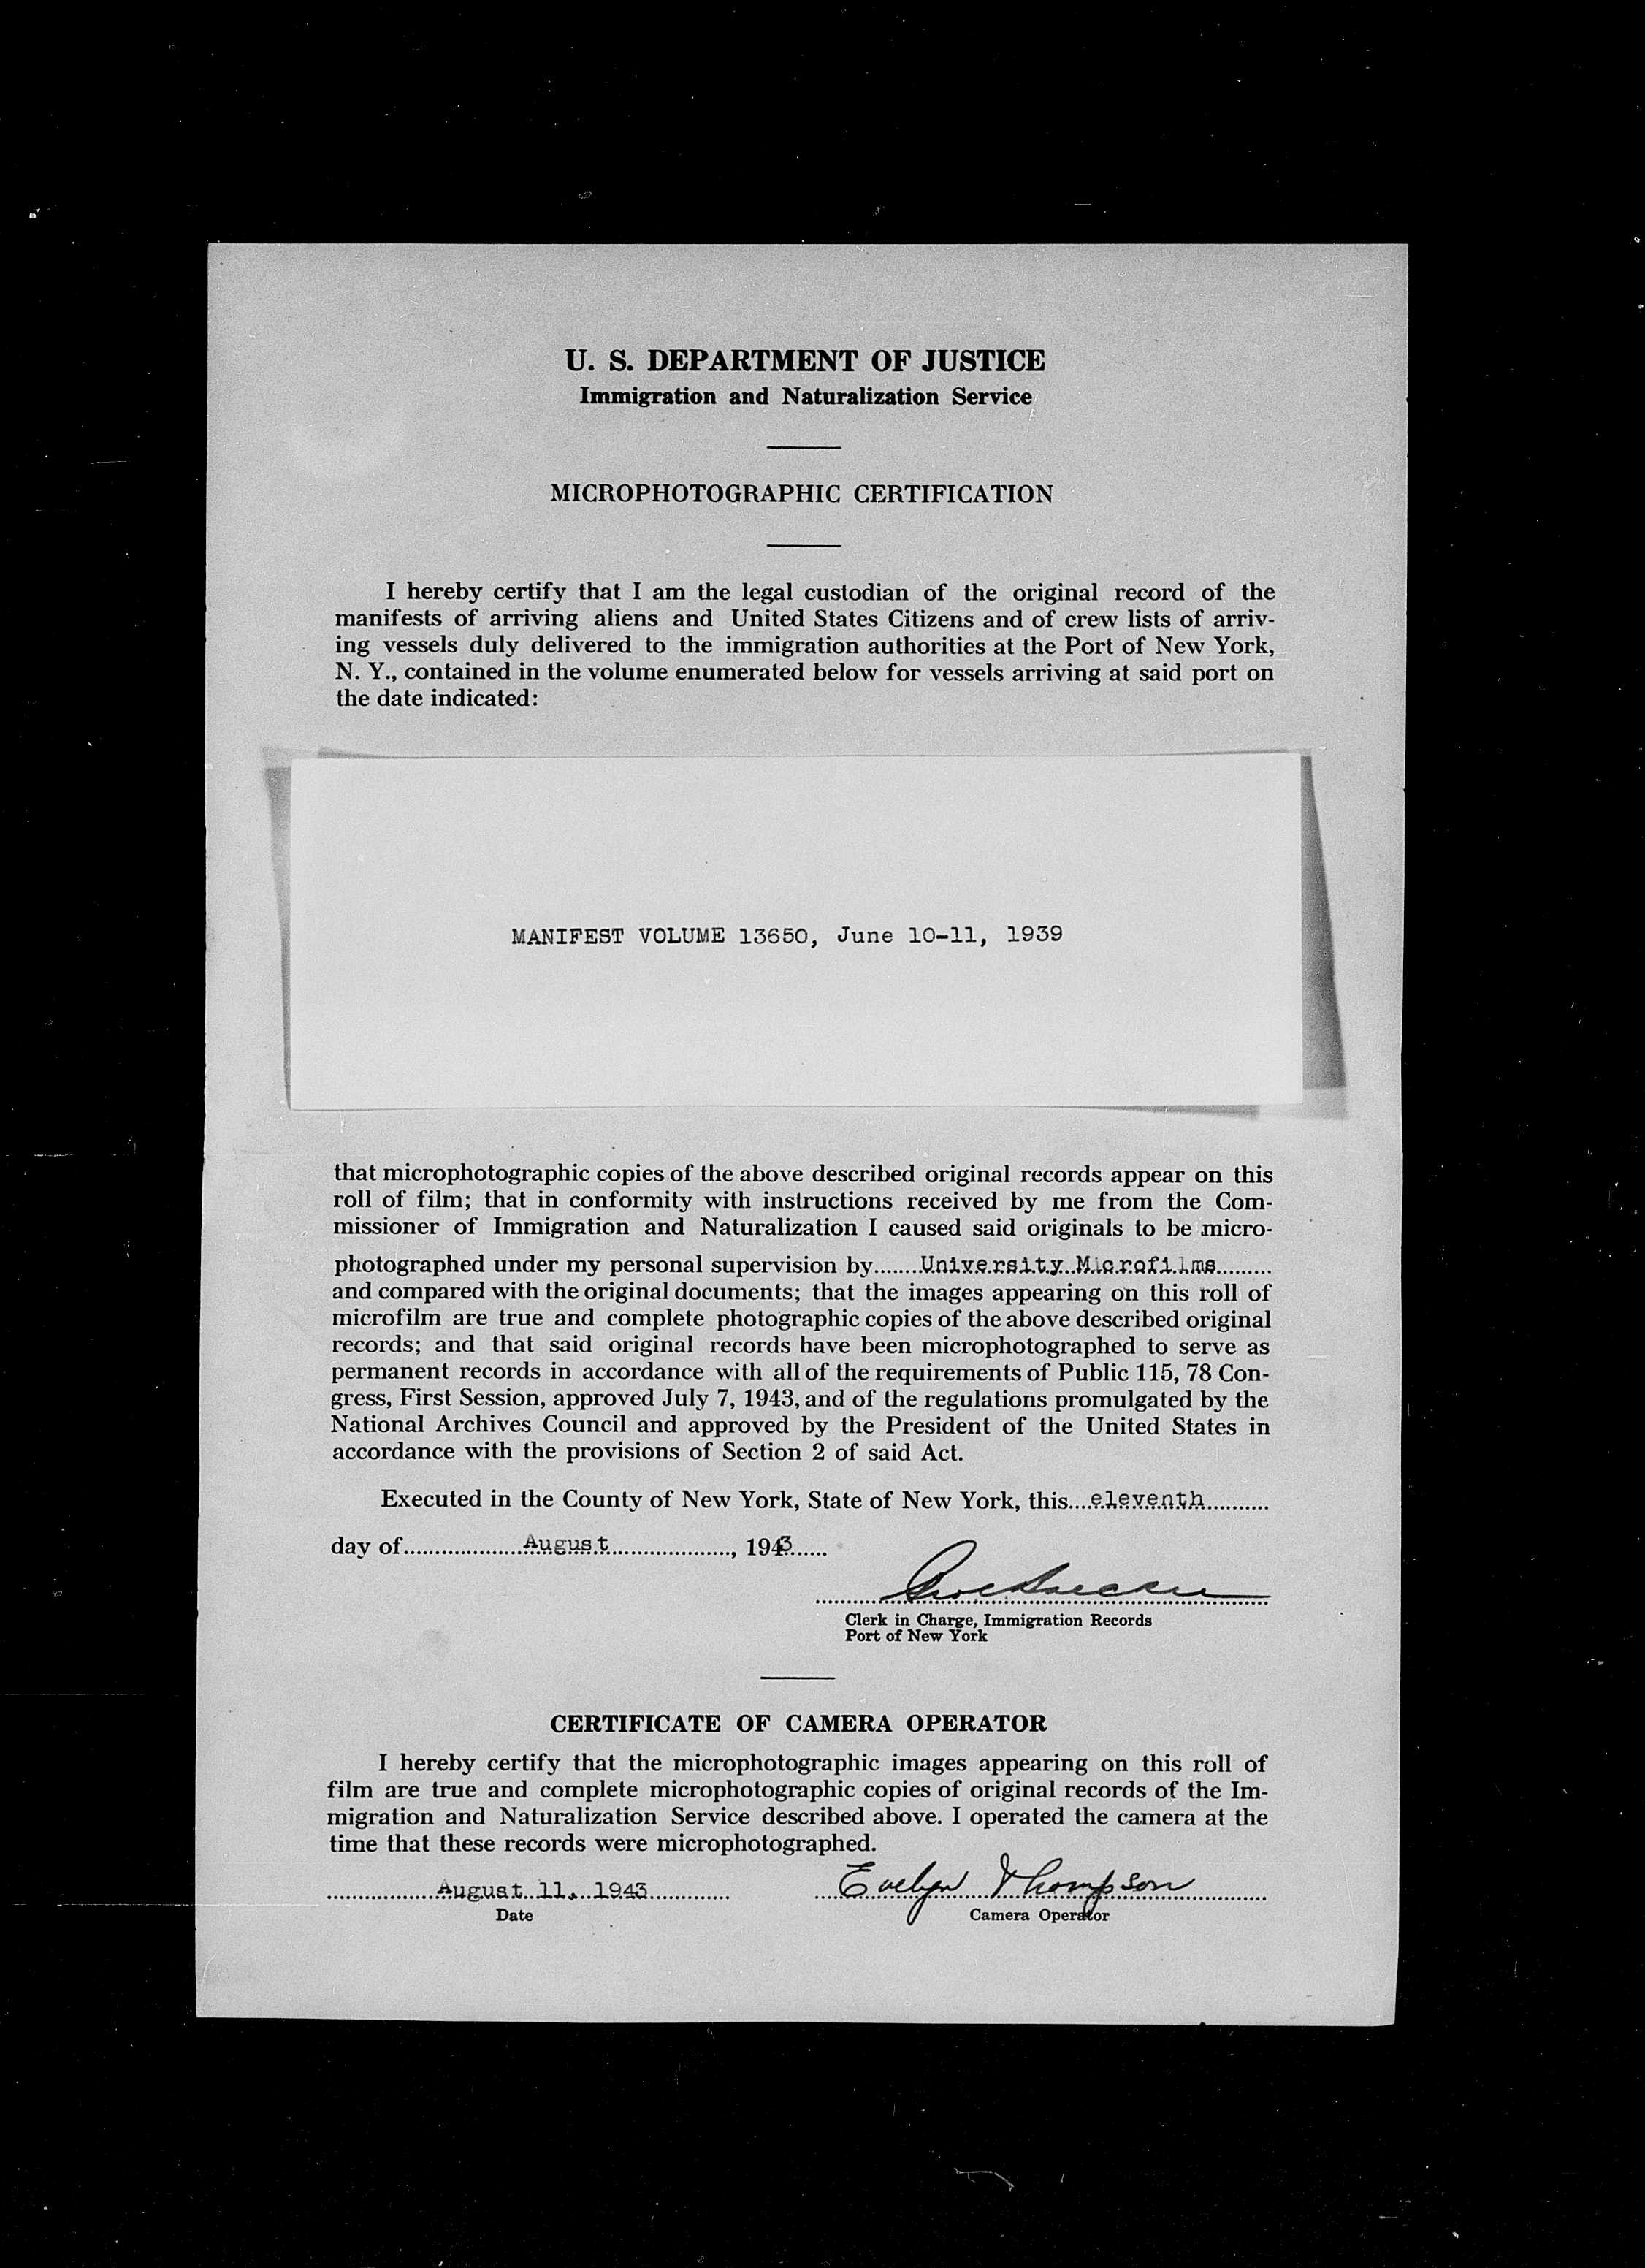 U. S. DEPARTMENT OF JUSTICE
Immigration and Naturalization Service
MICROPHOTOGRAPHIC CERTIFICATION
I hereby certify that I am the legal custodian of the original record of the
manifests of arriving aliens and United States Citizens and of crew lists of arriv-
ing vessels duly delivered to the immigration authorities at the Port of New York,
N. Y., contained in the volume enumerated below for vessels arriving at said port on
the date indicated:
MANIFEST VOLUME 13650, June 10-11, 1939
that microphotographic copies of the above described original records appear on this
roll of film; that in conformity with instructions received by me from the Com-
missioner of Immigration and Naturalization I caused said originals to be micro-
photographed under my personal supervision by University Microfilms
and compared with the original documents; that the images appearing on this roll of
microfilm are true and complete photographic copies of the above described original
records; and that said original records have been microphotographed to serve as
permanent records in accordance with all of the requirements of Public 115, 78 Con-
gress, First Session, approved July 7, 1943, and of the regulations promulgated by the
National Archives Council and approved by the President of the United States in
accordance with the provisions of Section 2 of said Act.
Executed in the County of New York, State of New York, this eleventh
day of August, 1943
Clerk in Charge, Immigration Records
Port of New York
CERTIFICATE OF CAMERA OPERATOR
I hereby certify that the microphotographic images appearing on this roll of
film are true and complete microphotographic copies of original records of the Im-
migration and Naturalization Service described above. I operated the camera at the
time that these records were microphotographed.
August 11, 1943 Evelyn Thompson
Date Camera Operator